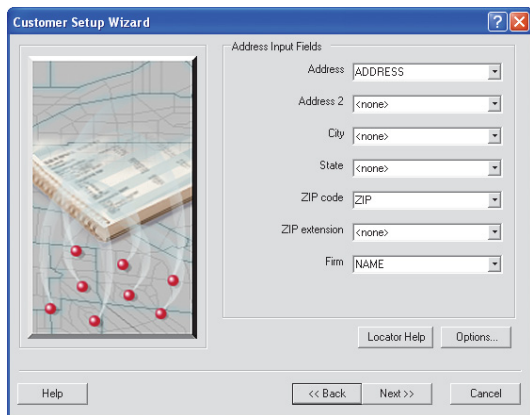 Customer Setup Wizard
Address Input Fields
Address ADDRESS
Address 2 <none>
City <none>
State <none>
ZIP code ZIP
ZIP extension <none>
Firm NAME
Locator Help Options...
Help << Back Next >> Cancel